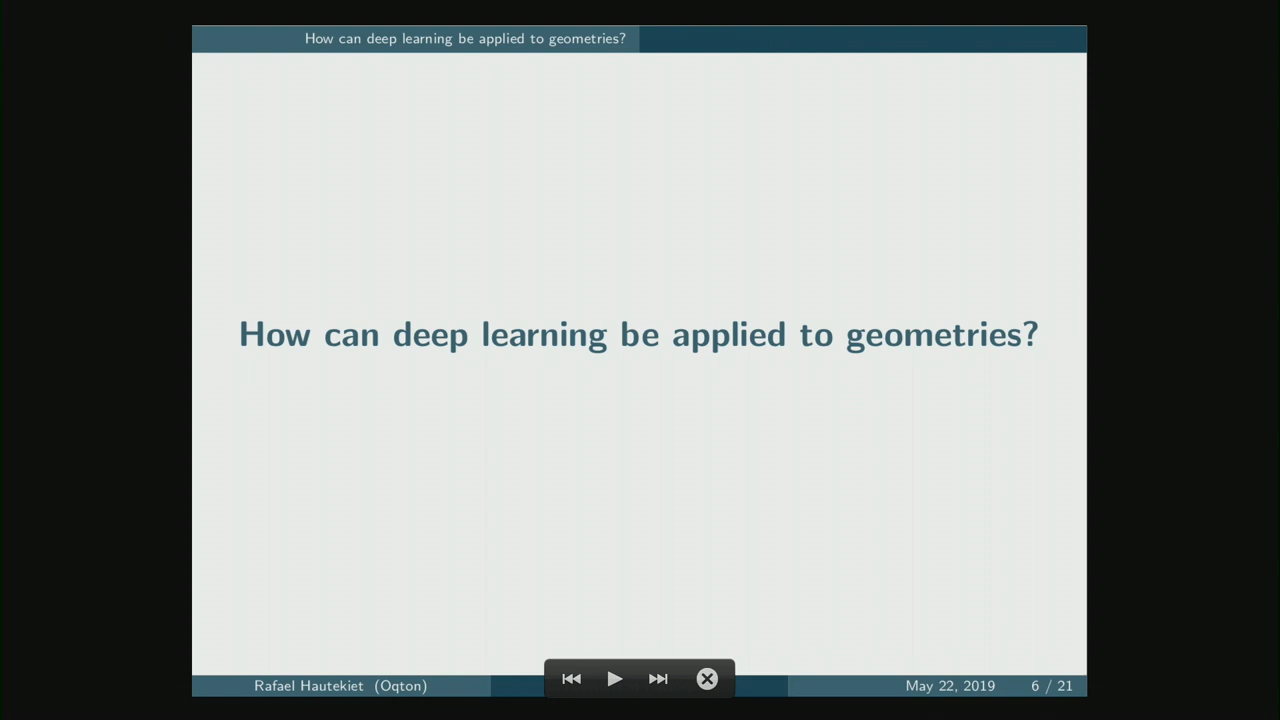 How can deep learning be applied to geometries?
How can deep learning be applied to geometries?
Rafael Hautekiet (Oqton)
May 22, 2019
6 / 21